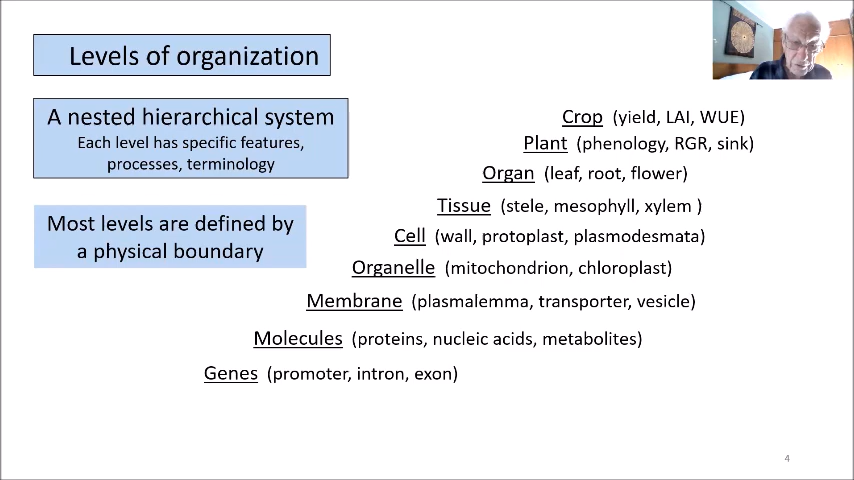 Levels of organization
A nested hierarchical system
Each level has specific features,
processes, terminology
Most levels are defined by
a physical boundary
Crop (yield, LAI, WUE)
Plant (phenology, RGR, sink)
Organ (leaf, root, flower)
Tissue (stele, mesophyll, xylem )
Cell (wall, protoplast, plasmodesmata)
Organelle (mitochondrion, chloroplast)
Membrane (plasmalemma, transporter, vesicle)
Molecules (proteins, nucleic acids, metabolites)
Genes (promoter, intron, exon)
4